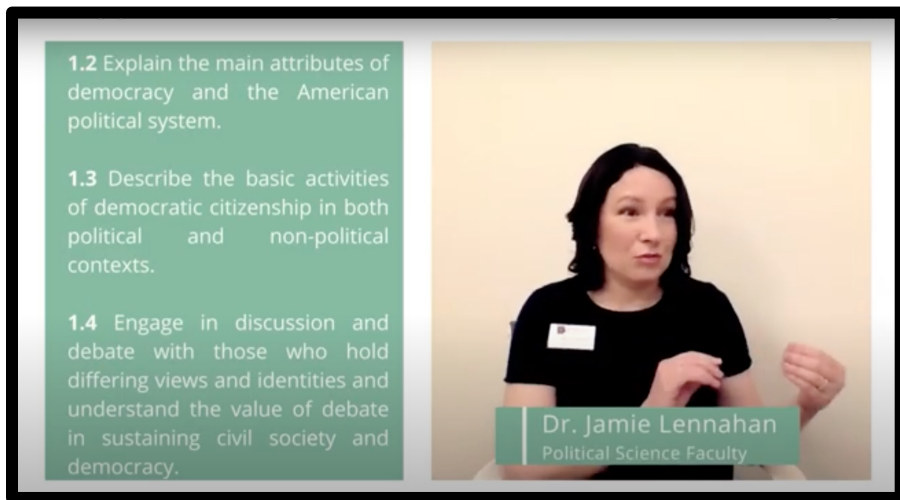 1.2 Explain the main attributes of
democracy and the American
political system.
1.3 Describe the basic activities
of democratic citizenship in both
political and non-political
contexts.
1.4 Engage in discussion and
debate with those who hold
differing views and identities and
understand the value of debate
in sustaining civil society and
democracy.
Dr. Jamie Lennahan
Political Science Faculty